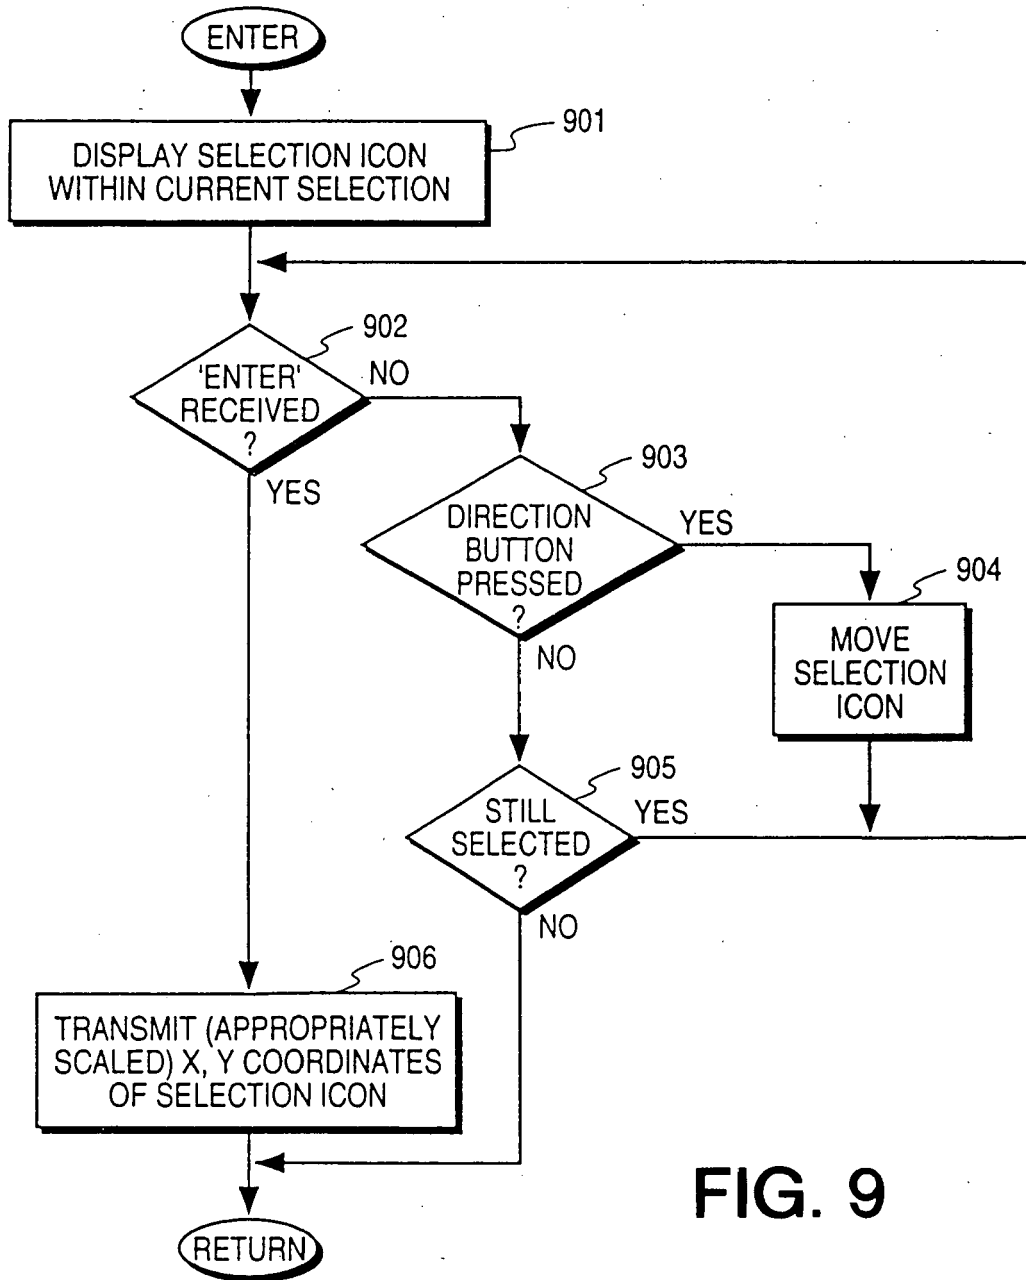 ENTER
901
DISPLAY SELECTION ICON
WITHIN CURRENT SELECTION
902
'ENTER'
RECEIVED
?
NO
YES
903
DIRECTION
BUTTON
PRESSED
?
YES
NO
904
MOVE
SELECTION
ICON
905
STILL
SELECTED
?
YES
NO
906
TRANSMIT (APPROPRIATELY
SCALED) X, Y COORDINATES
OF SELECTION ICON
RETURN
FIG. 9